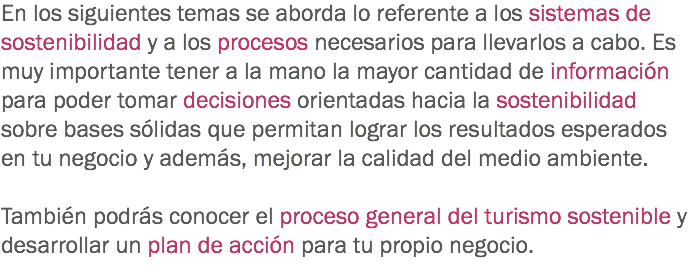 En los siguientes temas se aborda lo referente a los sistemas de
sostenibilidad y a los procesos necesarios para llevarlos a cabo. Es
muy importante tener a la mano la mayor cantidad de información
para poder tomar decisiones orientadas hacia la sostenibilidad
sobre bases sólidas que permitan lograr los resultados esperados
en tu negocio y además, mejorar la calidad del medio ambiente.
También podrás conocer el proceso general del turismo sostenible y
desarrollar un plan de acción para tu propio negocio.